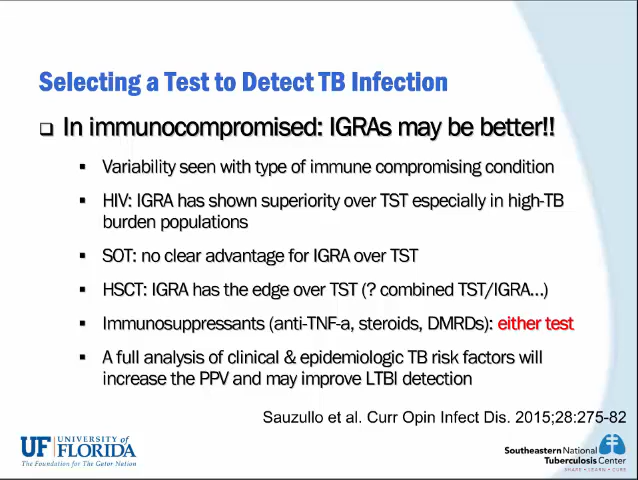 Selecting a Test to Detect TB Infection
In immunocompromised: IGRAs may be better!!
Variability seen with type of immune compromising condition
HIV: IGRA has shown superiority over TST especially in high-TB
burden populations
SOT: no clear advantage for IGRA over TST
HSCT: IGRA has the edge over TST (? combined TST/IGRA...)
Immunosuppressants (anti-TNF-a, steroids, DMRDs): either test
A full analysis of clinical & epidemiologic TB risk factors will
increase the PPV and may improve LTBI detection
Sauzullo et al. Curr Opin Infect Dis. 2015;28:275-82
UF UNIVERSITY of
FLORIDA
The Foundation for The Gator Nation
Southeastern National
Tuberculosis Center
SHARE • LEARN • CURE